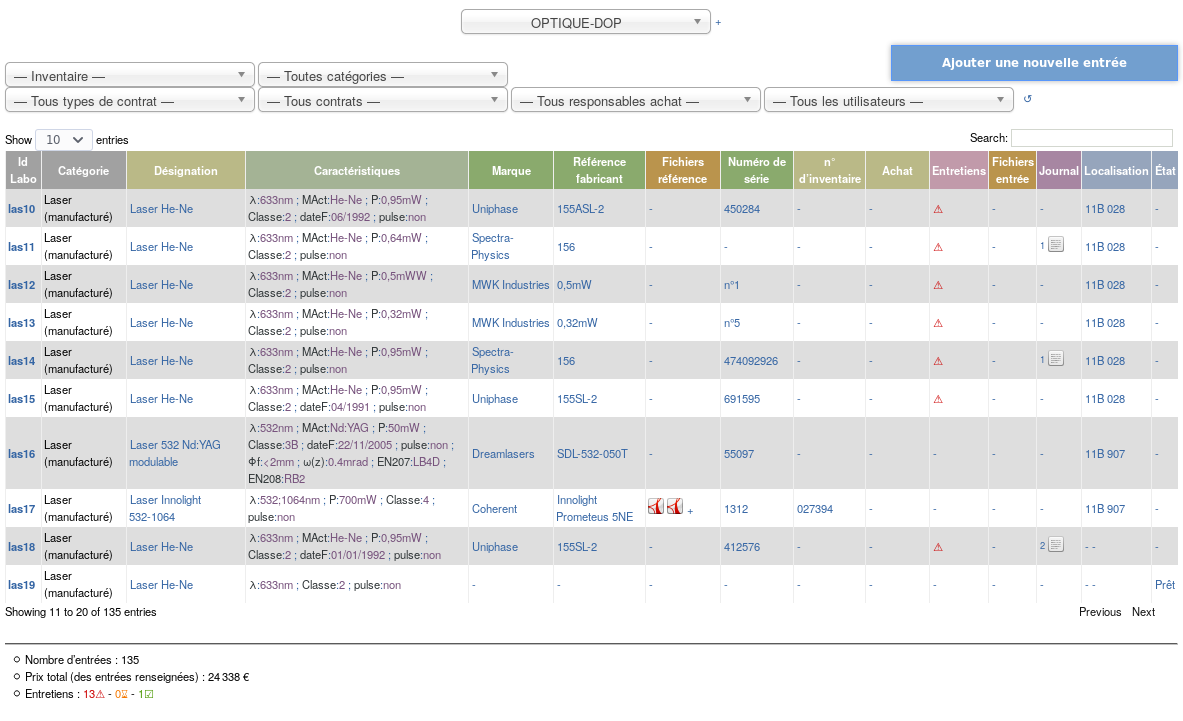 OPTIQUE-DOP +
Ajouter une nouvelle entrée
— Inventaire — — Toutes catégories —
— Tous types de contrat — — Tous contrats — — Tous responsables achat — — Tous les utilisateurs — ↺
Show 10 entries Search:
Id Labo Catégorie Désignation Caractéristiques Marque Référence fabricant Fichiers référence Numéro de série n° d'inventaire Achat Entretiens Fichiers entrée Journal Localisation État
las10 Laser (manufacturé) Laser He-Ne λ:633nm ; MAct:He-Ne ; P:0,95mW ; Classe:2 ; dateF:06/1992 ; pulse:non Uniphase 155ASL-2 - 450284 - - ⚠ - - 11B 028 -
las11 Laser (manufacturé) Laser He-Ne λ:633nm ; MAct:He-Ne ; P:0,64mW ; Classe:2 ; pulse:non Spectra-Physics 156 - - - - ⚠ - 1 11B 028 -
las12 Laser (manufacturé) Laser He-Ne λ:633nm ; MAct:He-Ne ; P:0,5mWW ; Classe:2 ; pulse:non MWK Industries 0,5mW - n°1 - - ⚠ - - 11B 028 -
las13 Laser (manufacturé) Laser He-Ne λ:633nm ; MAct:He-Ne ; P:0,32mW ; Classe:2 ; pulse:non MWK Industries 0,32mW - n°5 - - ⚠ - - 11B 028 -
las14 Laser (manufacturé) Laser He-Ne λ:633nm ; MAct:He-Ne ; P:0,95mW ; Classe:2 ; pulse:non Spectra-Physics 156 - 474092926 - - ⚠ - 1 11B 028 -
las15 Laser (manufacturé) Laser He-Ne λ:633nm ; MAct:He-Ne ; P:0,95mW ; Classe:2 ; dateF:04/1991 ; pulse:non Uniphase 155SL-2 - 691595 - - ⚠ - - 11B 028 -
las16 Laser (manufacturé) Laser 532 Nd:YAG modulable λ:532nm ; MAct:Nd:YAG ; P:50mW ; Classe:3B ; dateF:22/11/2005 ; pulse:non ; Φf:<2mm ; ω(z):0.4mrad ; EN207:LB4D ; EN208:RB2 Dreamlasers SDL-532-050T - 55097 - - - - - 11B 907 -
las17 Laser (manufacturé) Laser Innolight 532-1064 λ:532;1064nm ; P:700mW ; Classe:4 ; pulse:non Coherent Innolight Prometeus 5NE + 1312 027394 - - - - 11B 907 -
las18 Laser (manufacturé) Laser He-Ne λ:633nm ; MAct:He-Ne ; P:0,95mW ; Classe:2 ; dateF:01/01/1992 ; pulse:non Uniphase 155SL-2 - 412576 - - ⚠ - 2 - - -
las19 Laser (manufacturé) Laser He-Ne λ:633nm ; Classe:2 ; pulse:non - - - - - - - - - - - Prêt
Showing 11 to 20 of 135 entries Previous Next
Nombre d'entrées : 135
Prix total (des entrées renseignées) : 24 338 €
Entretiens : 13⚠ - 0⏳ - 1☑